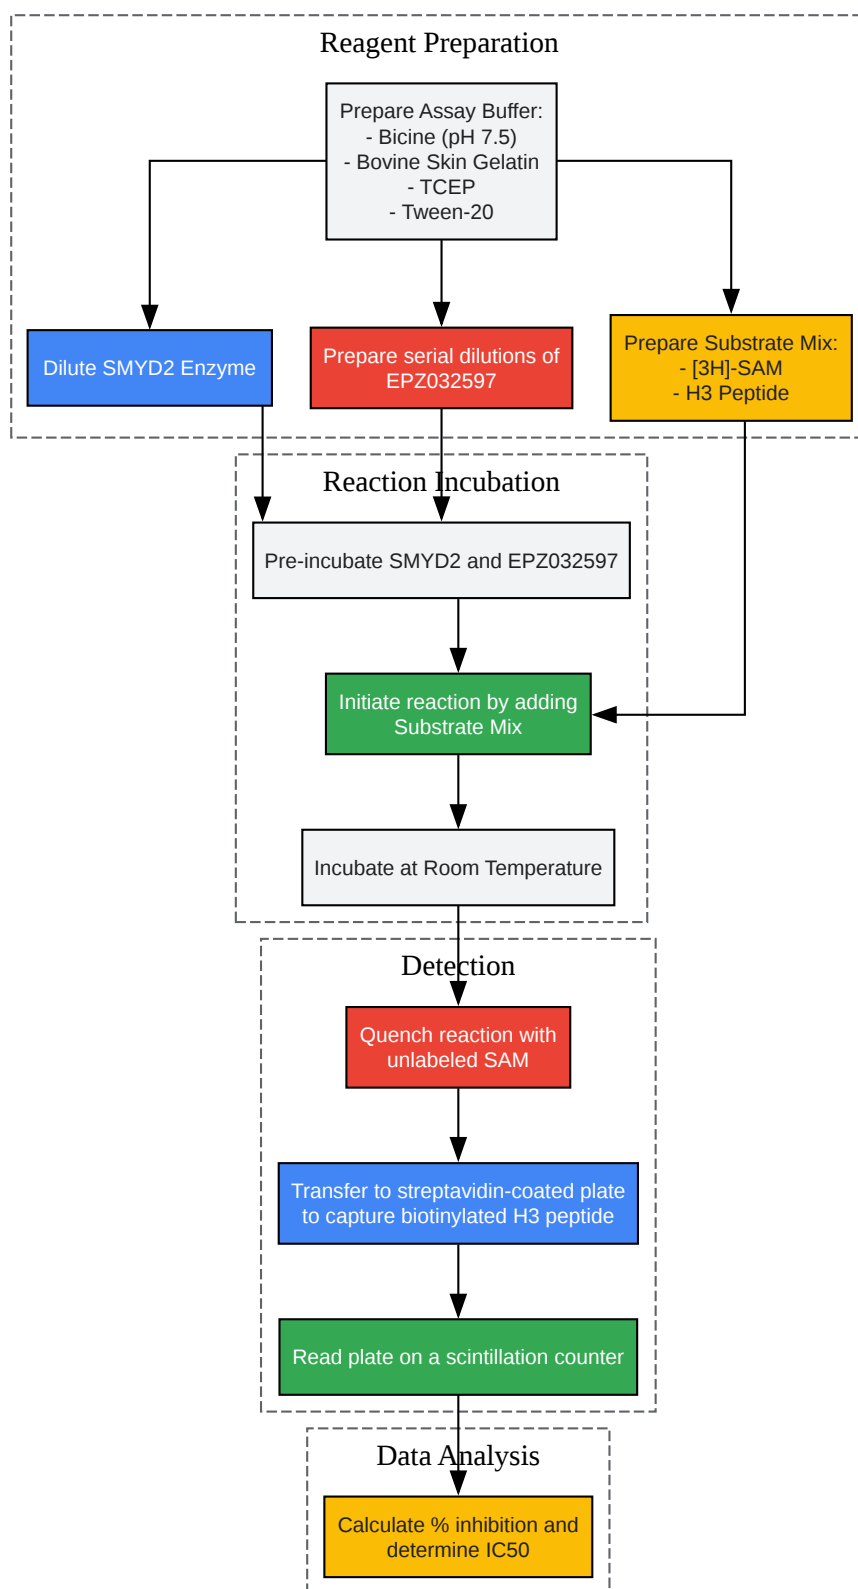 Reagent Preparation
Prepare Assay Buffer:
- Bicine (pH 7.5)
- Bovine Skin Gelatin
- TCEP
- Tween-20
Dilute SMYD2 Enzyme
Prepare serial dilutions of
EPZ032597
Prepare Substrate Mix:
- [3H]-SAM
- H3 Peptide
Reaction Incubation
Pre-incubate SMYD2 and EPZ032597
Initiate reaction by adding
Substrate Mix
Incubate at Room Temperature
Detection
Quench reaction with
unlabeled SAM
Transfer to streptavidin-coated plate
to capture biotinylated H3 peptide
Read plate on a scintillation counter
Data Analysis
Calculate % inhibition and
determine IC50